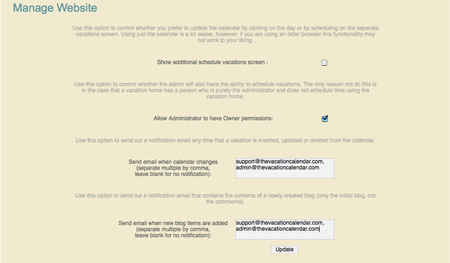 Manage Website
Use this option to control whether you prefer to update the calendar by clicking on the day or by scheduling on the separate
vacations screen. Using just the calendar is a lot easier, however, if you are using an older browser this functionality may
not work to your liking.
Show additional schedule vacations screen :
Use this option to control whether the admin will also have the ability to schedule vacations. The only reason not do this is
in the case that a vacation home has a person who is purely the administrator and does not schedule time using the
vacation home.
Allow Administrator to have Owner permissions:
Use this option to send out a notification email any time that a vacation is inserted, updated or deleted from the calendar.
Send email when calendar changes
(separate multiple by comma,
leave blank for no notification):
support@thevacationcalendar.com,
admin@thevacationcalendar.com
Use this option to send out a notification email that contains the contents of a newly created blog (only the initial blog, not
the comments).
Send email when new blog items are added
(separate multiple by comma,
leave blank for no notification):
support@thevacationcalendar.com,
admin@thevacationcalendar.com
Update